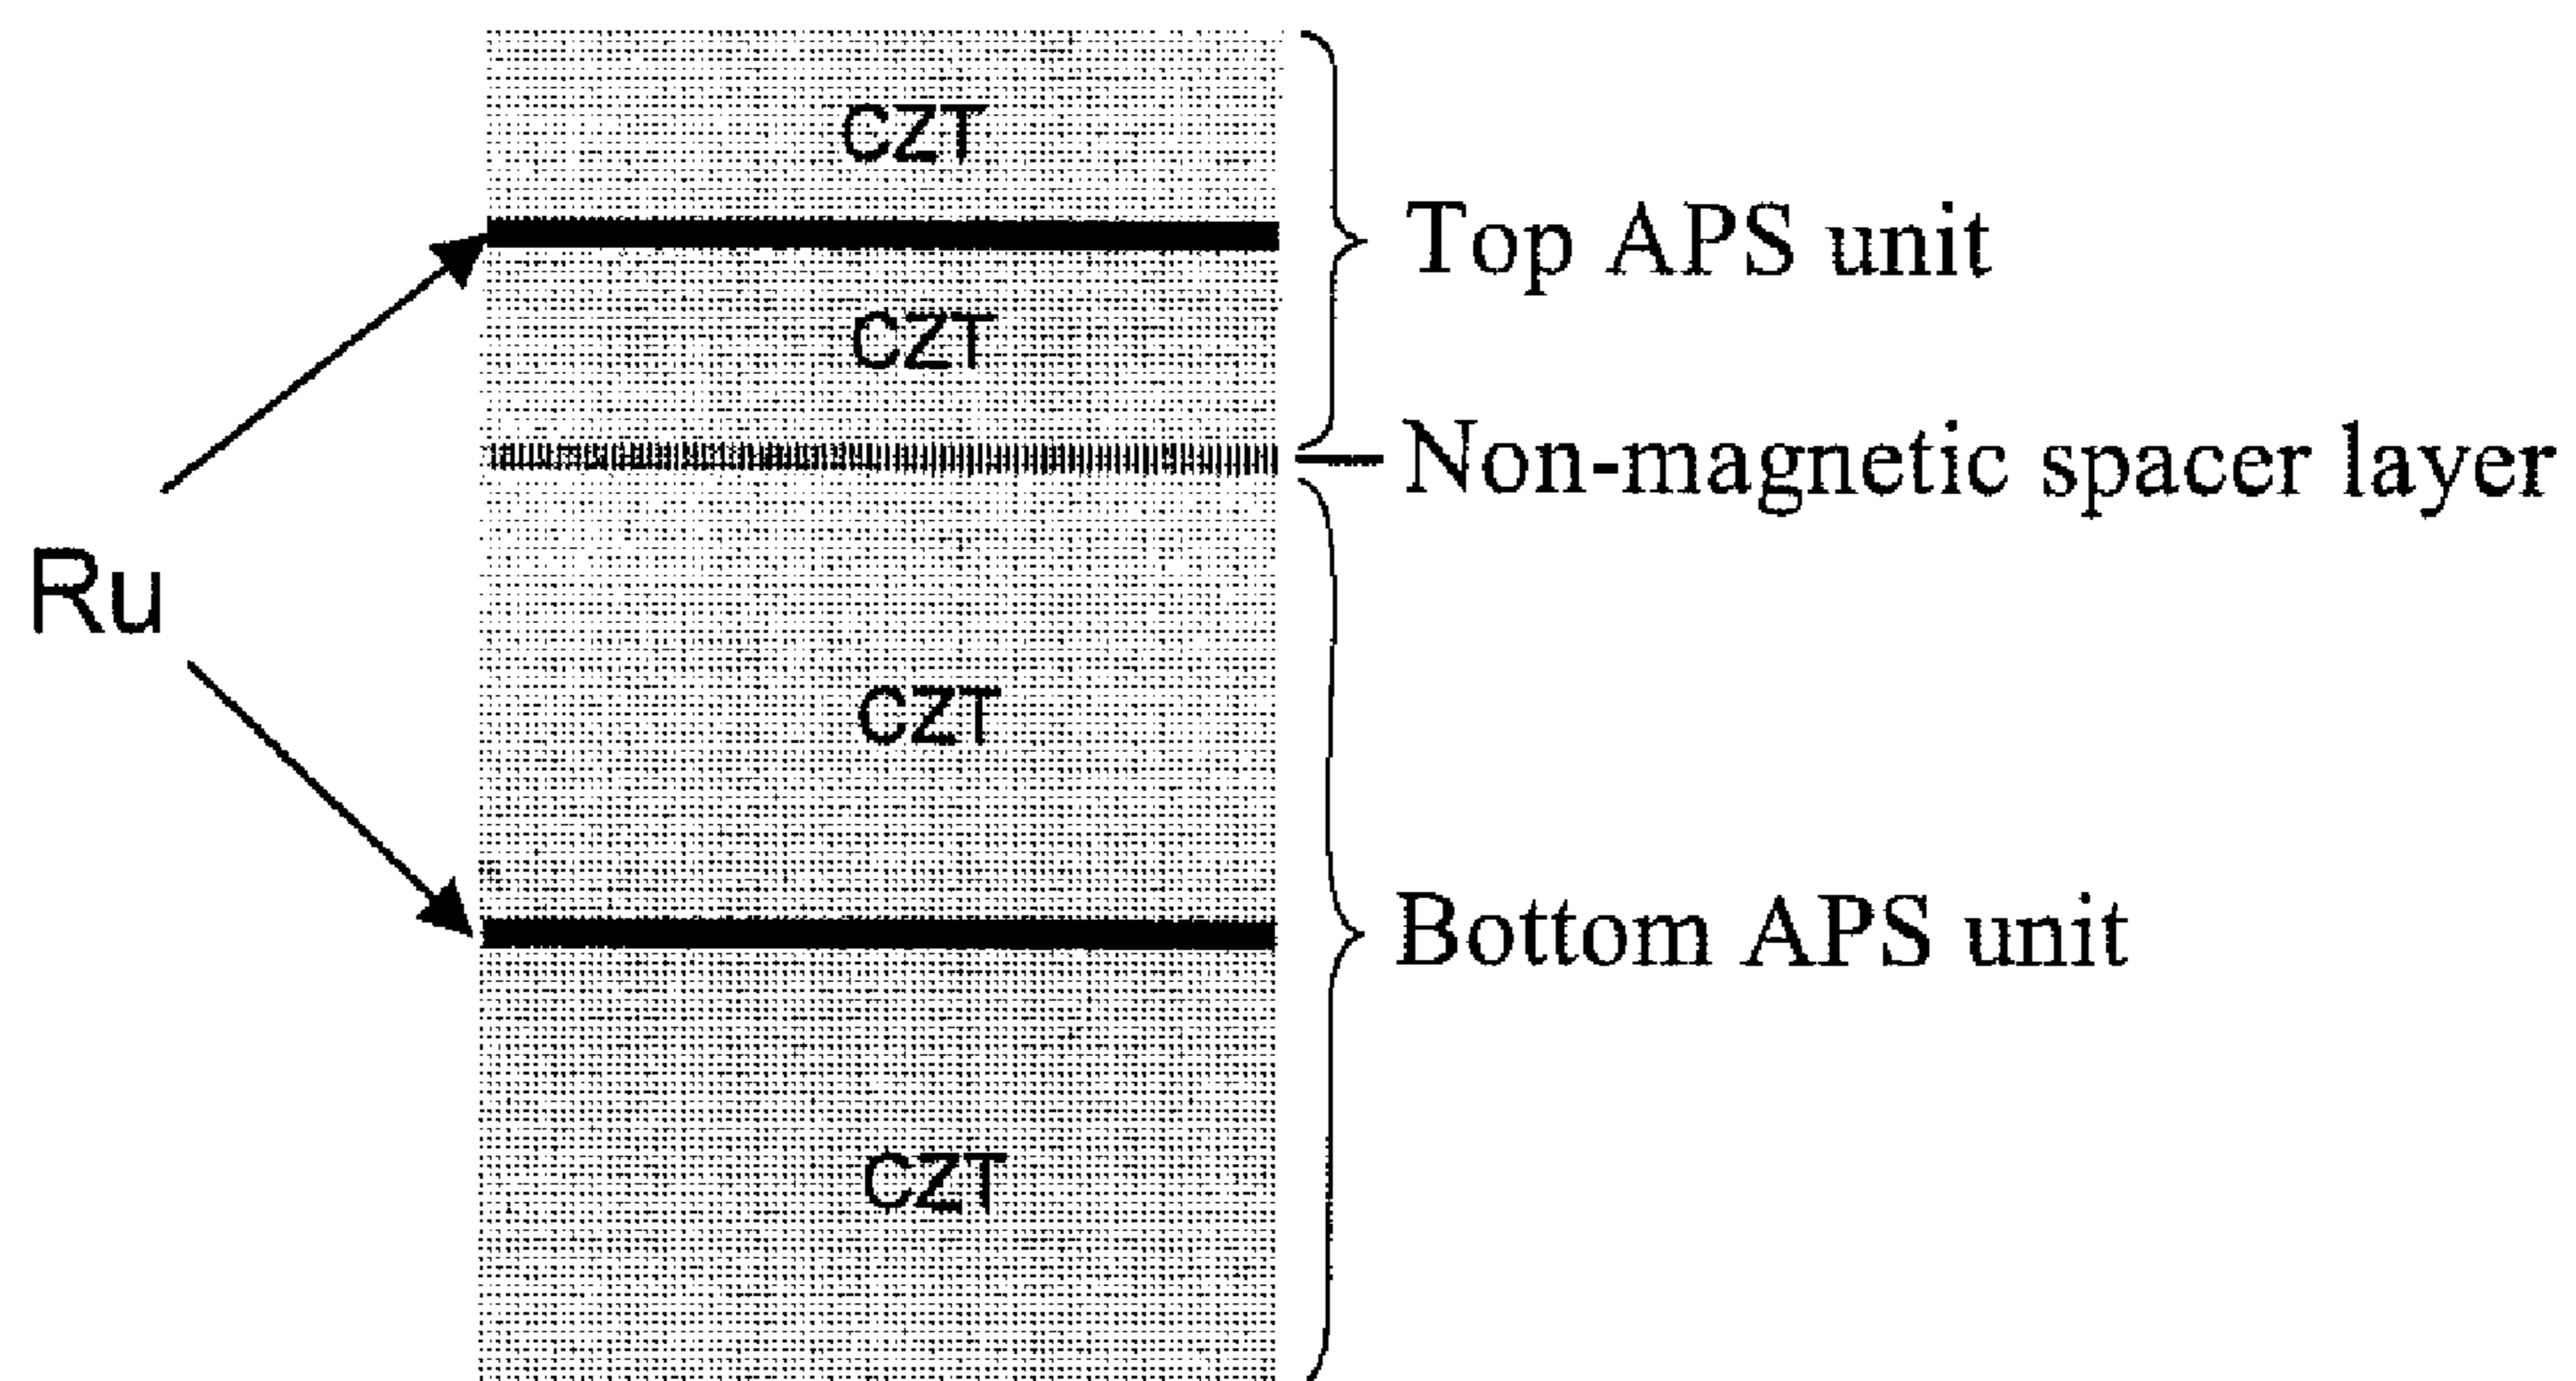 CZT
Top APS unit
CZT
Non-magnetic spacer layer
Ru
CZT
Bottom APS unit
CZT